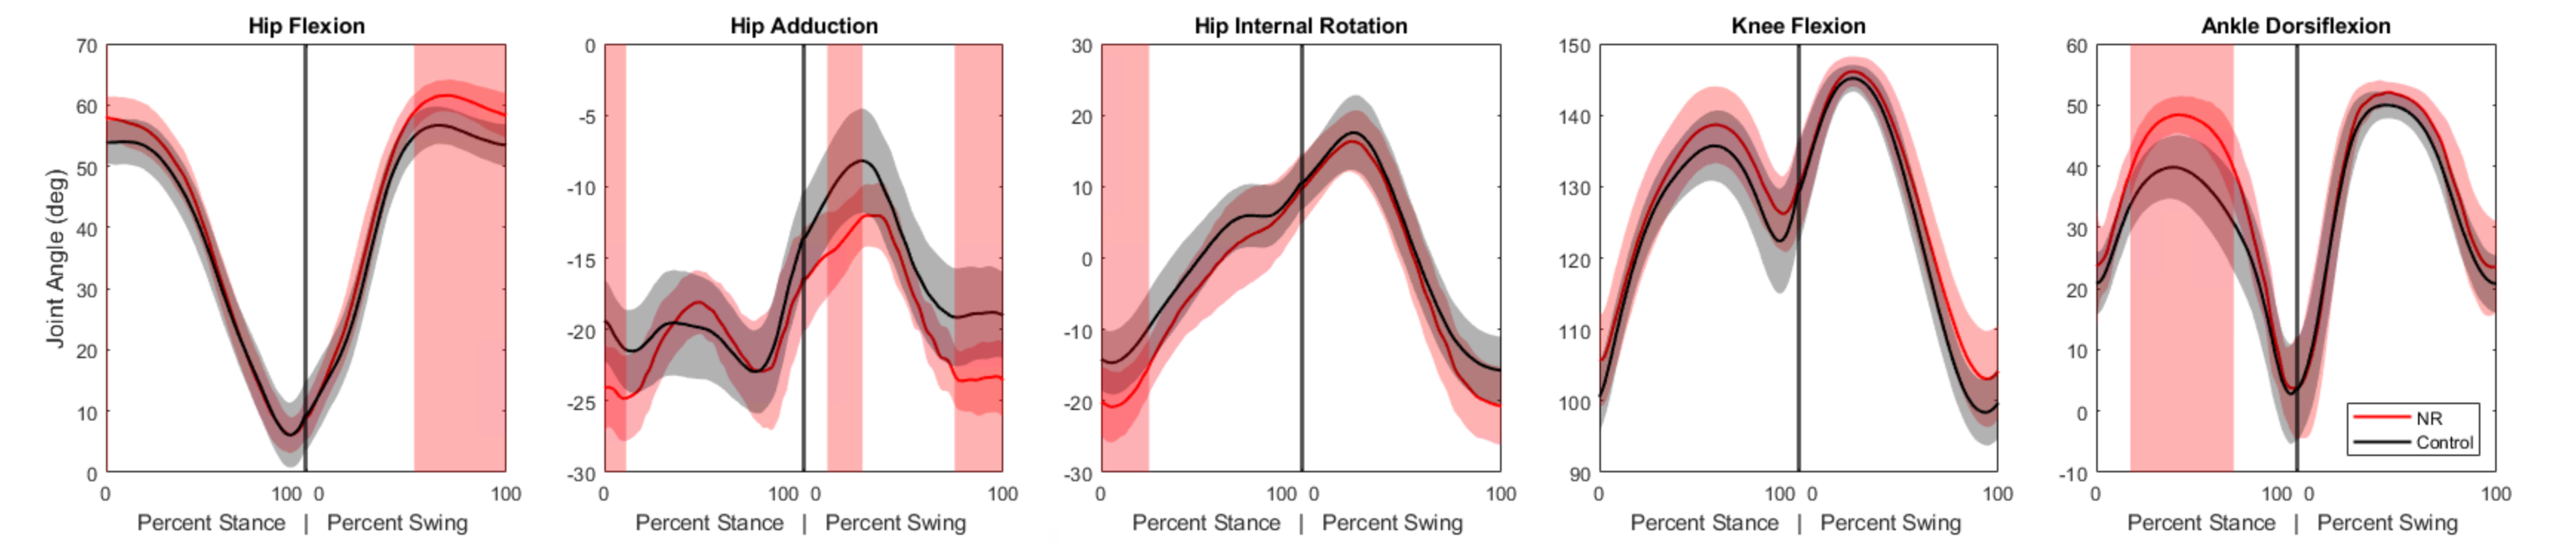 Hip Flexion
Hip Adduction
Hip Internal Rotation
Knee Flexion
Ankle Dorsiflexion
Joint Angle (deg)
70
60
50
40
30
20
10
0
0 100 0 100
Percent Stance | Percent Swing
0
-5
-10
-15
-20
-25
-30
0 100 0 100
Percent Stance | Percent Swing
30
20
10
0
-10
-20
-30
0 100 0 100
Percent Stance | Percent Swing
150
140
130
120
110
100
90
0 100 0 100
Percent Stance | Percent Swing
60
50
40
30
20
10
0
-10
NR
Control
0 100 0 100
Percent Stance | Percent Swing